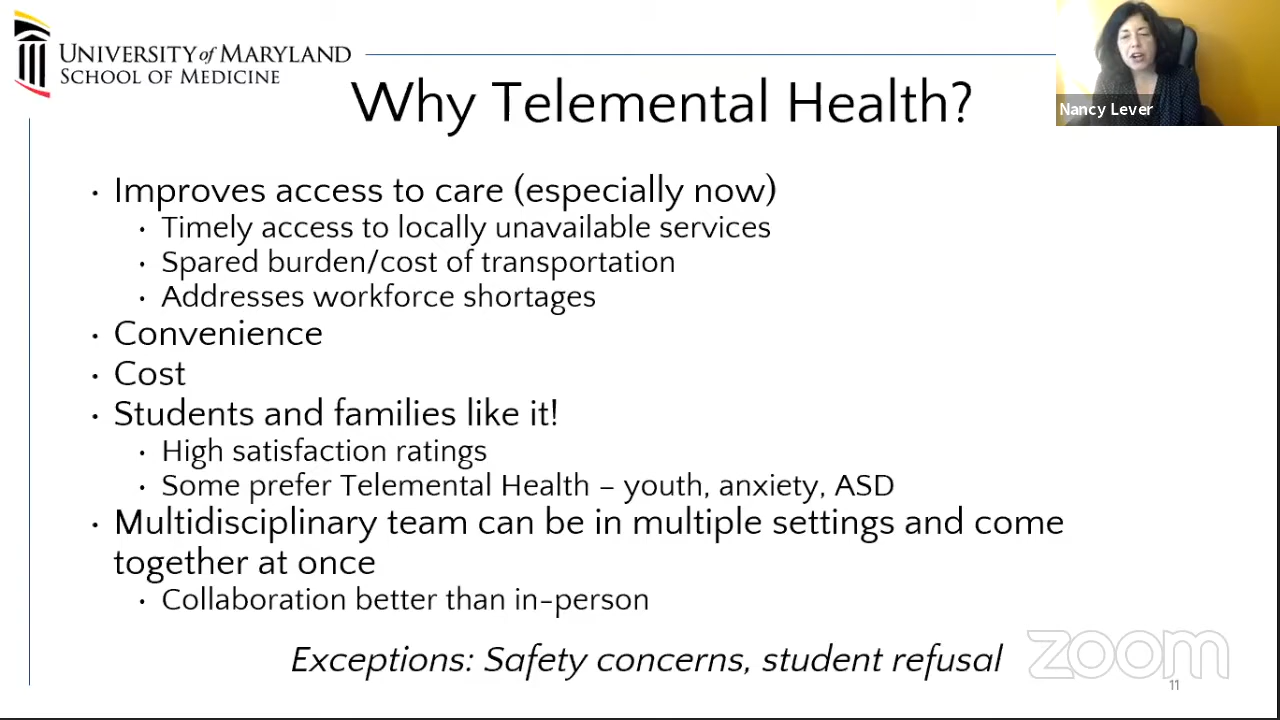 UNIVERSITY of MARYLAND
SCHOOL OF MEDICINE
Nancy Lever
Why Telemental Health?
• Improves access to care (especially now)
• Timely access to locally unavailable services
• Spared burden/cost of transportation
• Addresses workforce shortages
• Convenience
• Cost
• Students and families like it!
• High satisfaction ratings
• Some prefer Telemental Health – youth, anxiety, ASD
• Multidisciplinary team can be in multiple settings and come
together at once
• Collaboration better than in-person
Exceptions: Safety concerns, student refusal
zoom
11